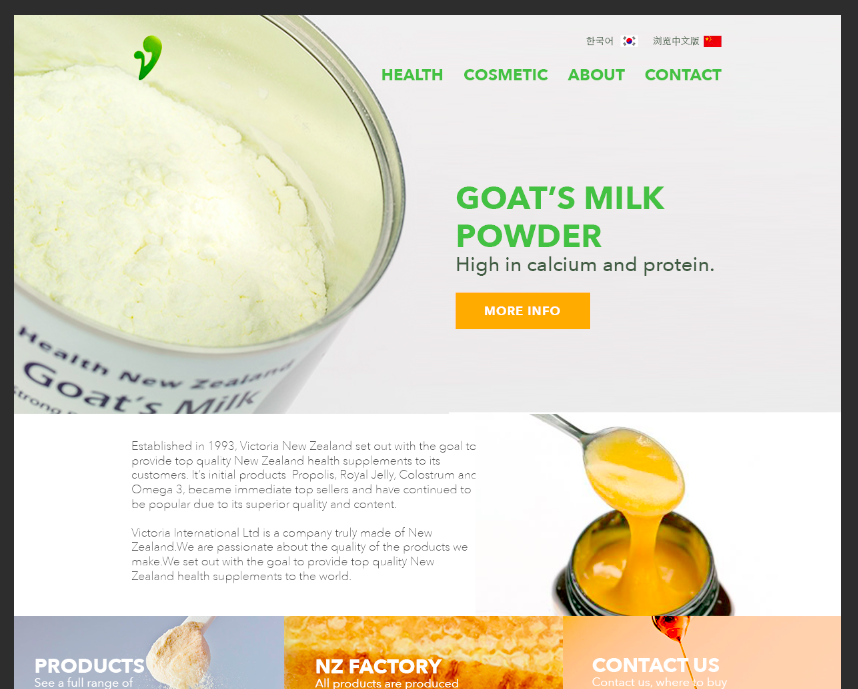 한국어
浏览中文版
HEALTH COSMETIC ABOUT CONTACT
GOAT'S MILK
POWDER
High in calcium and protein.
MORE INFO
Health New Zealand
Goat's Milk
Strong
Established in 1993, Victoria New Zealand set out with the goal to
provide top quality New Zealand health supplements to its
customers. It's initial products Propolis, Royal Jelly, Colostrum and
Omega 3, became immediate top sellers and have continued to
be popular due to its superior quality and content.
Victoria International Ltd is a company truly made of New
Zealand.We are passionate about the quality of the products we
make.We set out with the goal to provide top quality New
Zealand health supplements to the world.
PRODUCTS
See a full range of
NZ FACTORY
All products are produced
CONTACT US
Contact us, where to buy